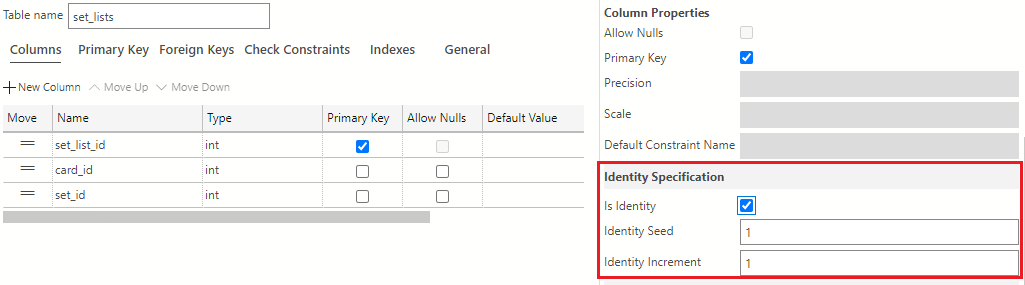 Table name set_lists
Columns Primary Key Foreign Keys Check Constraints Indexes General
New Column Move Up Move Down
Move Name Type Primary Key Allow Nulls Default Value
set_list_id int
card_id int
set_id int
Column Properties
Allow Nulls
Primary Key
Precision
Scale
Default Constraint Name
Identity Specification
Is Identity
Identity Seed 1
Identity Increment 1